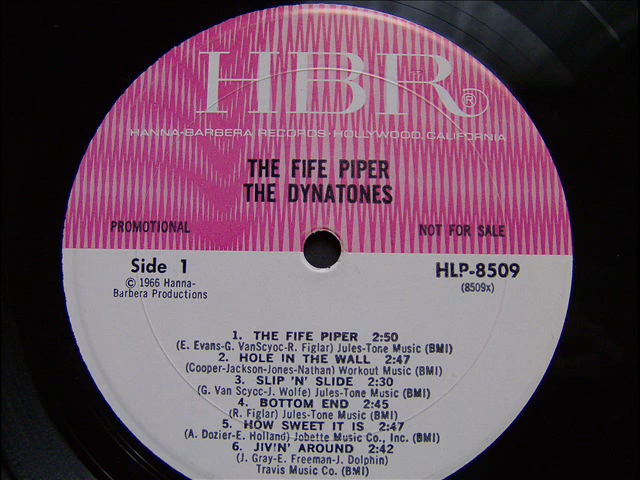 HBR®
HANNA-BARBERA RECORDS · HOLLYWOOD, CALIFORNIA
THE FIFE PIPER
THE DYNATONES
PROMOTIONAL NOT FOR SALE
Side 1 HLP-8509
© 1966 Hanna- (8509x)
Barbera Productions
1. THE FIFE PIPER 2:50
(E. Evans-G. VanScyoc-R. Figlar) Jules-Tone Music (BMI)
2. HOLE IN THE WALL 2:47
(Cooper-Jackson-Jones-Nathan) Workout Music (BMI)
3. SLIP 'N' SLIDE 2:30
(G. Van Scycc-J. Wolfe) Jules-Tone Music (BMI)
4. BOTTOM END 2:45
(R. Figlar) Jules-Tone Music (BMI)
5. HOW SWEET IT IS 2:47
(A. Dozier-E. Holland) Jobette Music Co., Inc. (BMI)
6. JIVIN' AROUND 2:42
(J. Gray-E. Freeman-J. Dolphin)
Travis Music Co. (BMI)